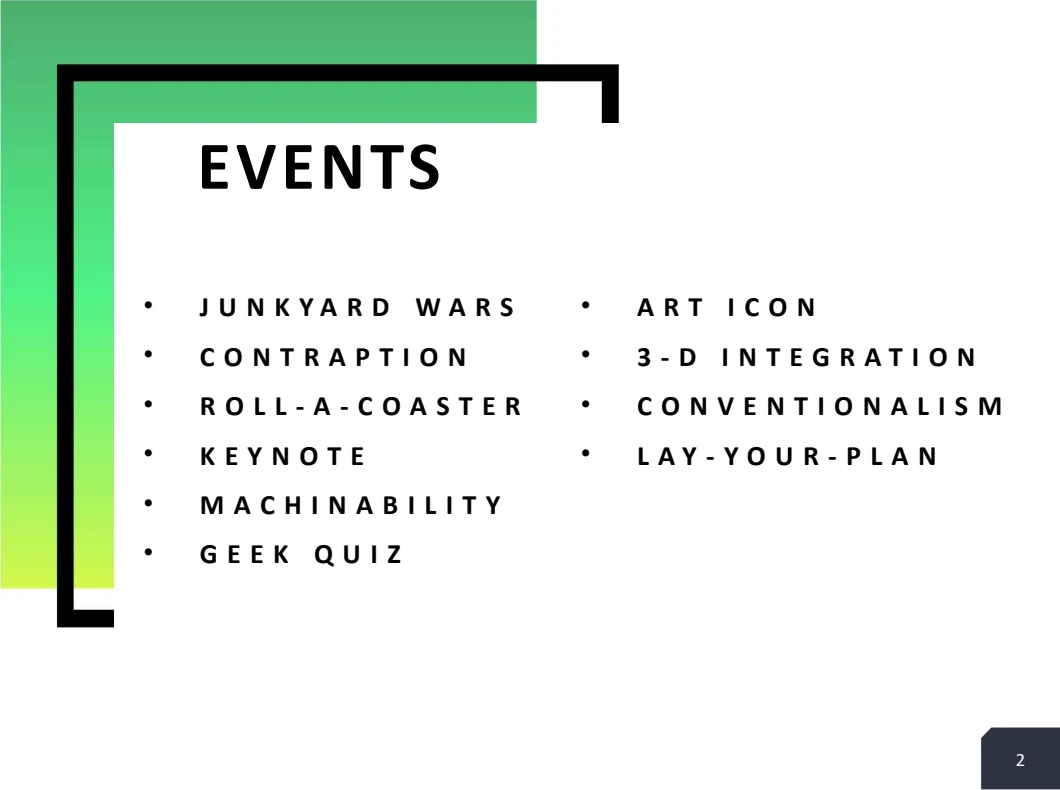 EVENTS
• JUNKYARD WARS
• CONTRAPTION
• ROLL-A-COASTER
• KEYNOTE
• MACHINABILITY
• GEEK QUIZ
• ART ICON
• 3-D INTEGRATION
• CONVENTIONALISM
• LAY-YOUR-PLAN
2